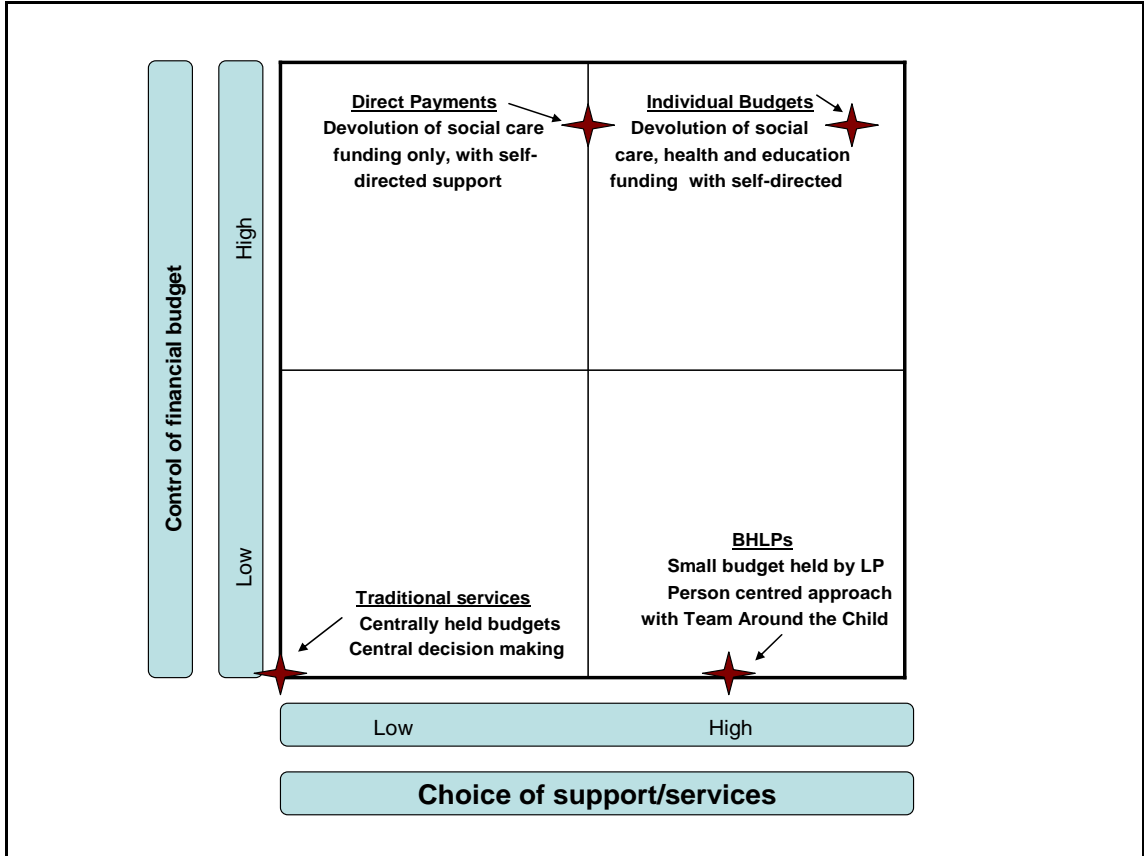 Direct Payments
Devolution of social care
funding only, with self-
directed support
Individual Budgets
Devolution of social
care, health and education
funding with self-directed
Control of financial budget
High
Low
BHLPs
Small budget held by LP
Person centred approach
with Team Around the Child
Traditional services
Centrally held budgets
Central decision making
Low
High
Choice of support/services